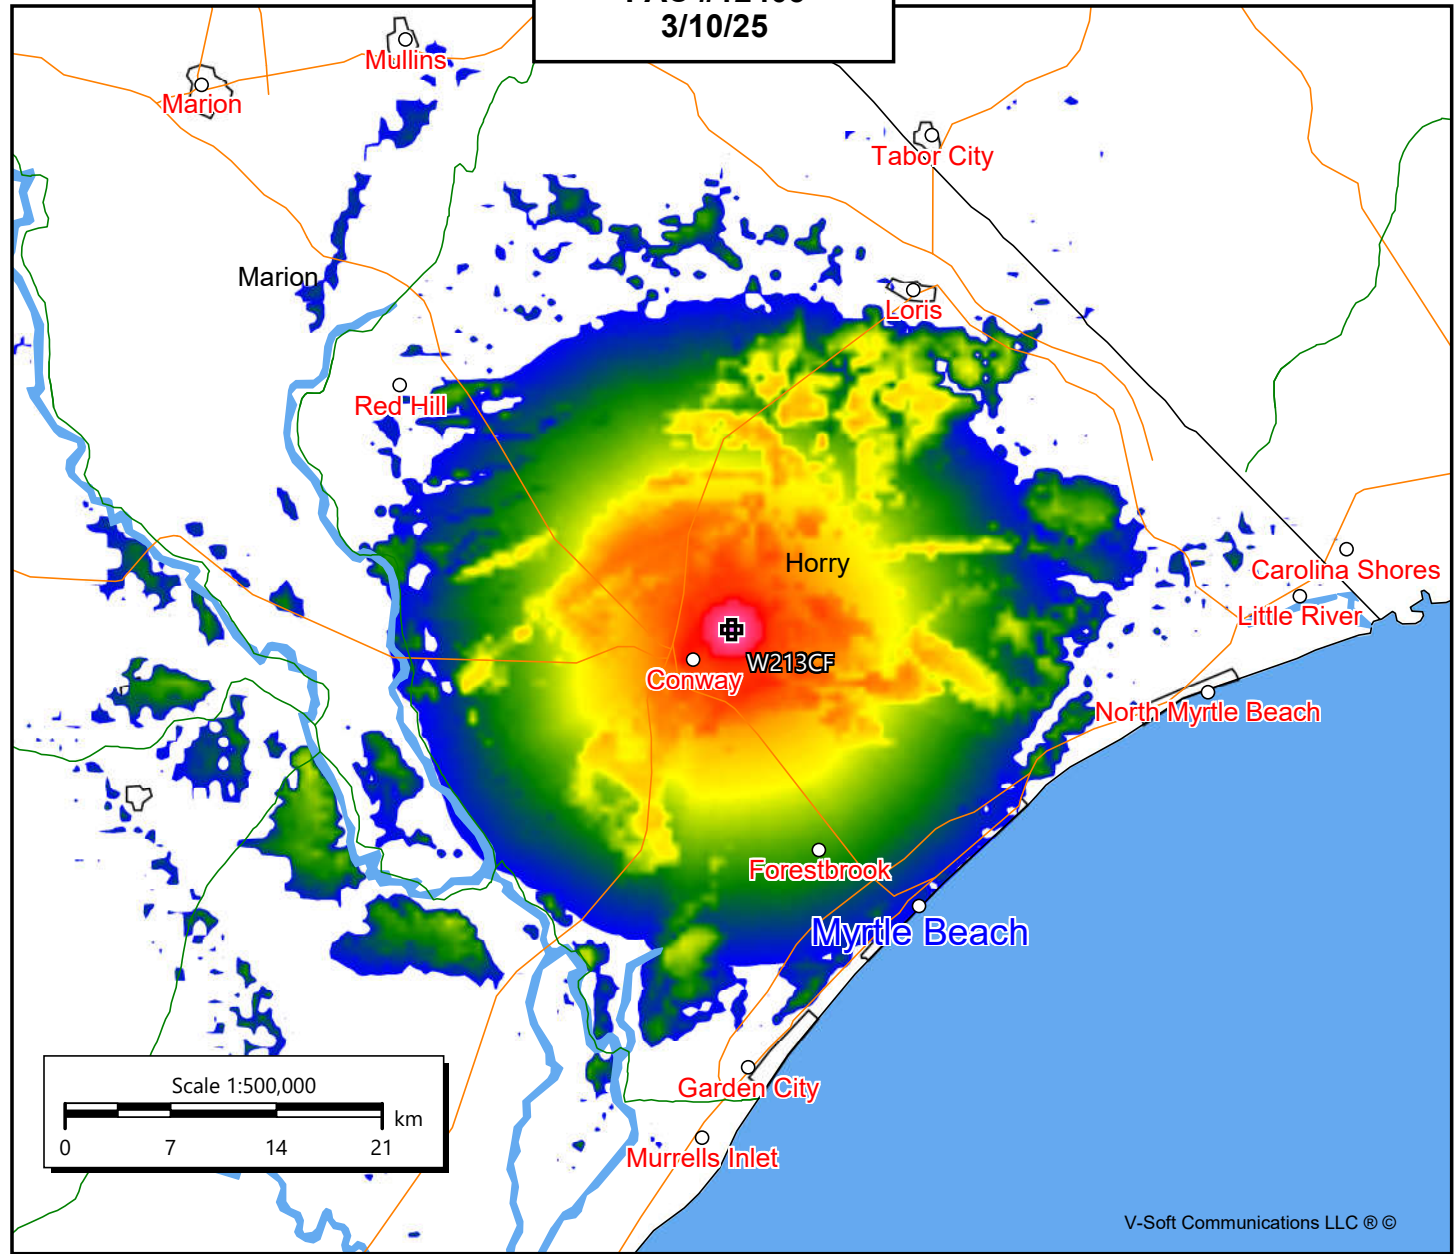 3/10/25
Mullins
Marion
Tabor City
Marion
Loris
Red Hill
Horry
Carolina Shores
Little River
W213CF
Conway
North Myrtle Beach
Forestbrook
Myrtle Beach
Garden City
Scale 1:500,000
km
0 7 14 21
Murrells Inlet
V-Soft Communications LLC ® ©